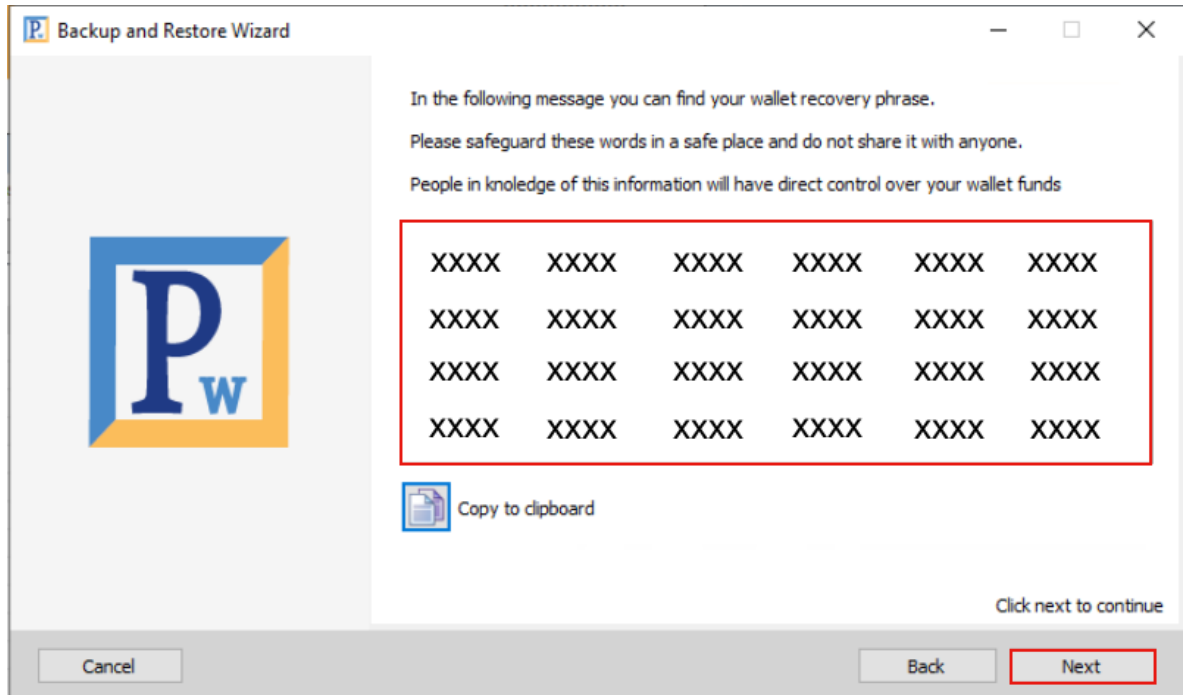 Backup and Restore Wizard
In the following message you can find your wallet recovery phrase.
Please safeguard these words in a safe place and do not share it with anyone.
People in knoledge of this information will have direct control over your wallet funds
XXXX XXXX XXXX XXXX XXXX XXXX
XXXX XXXX XXXX XXXX XXXX XXXX
XXXX XXXX XXXX XXXX XXXX XXXX
XXXX XXXX XXXX XXXX XXXX XXXX
Pw
Copy to clipboard
Click next to continue
Cancel Back Next